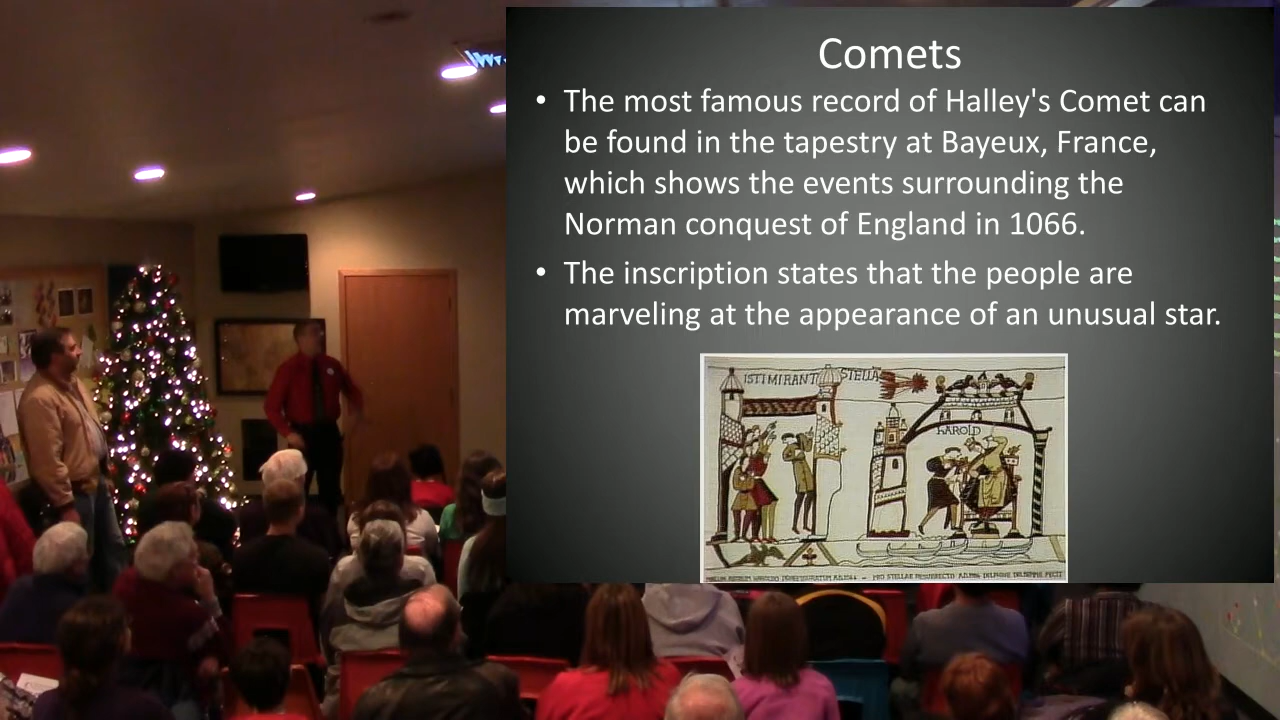 Comets
• The most famous record of Halley's Comet can
be found in the tapestry at Bayeux, France,
which shows the events surrounding the
Norman conquest of England in 1066.
• The inscription states that the people are
marveling at the appearance of an unusual star.
ISTIMIRANT STELLA
HAROLD